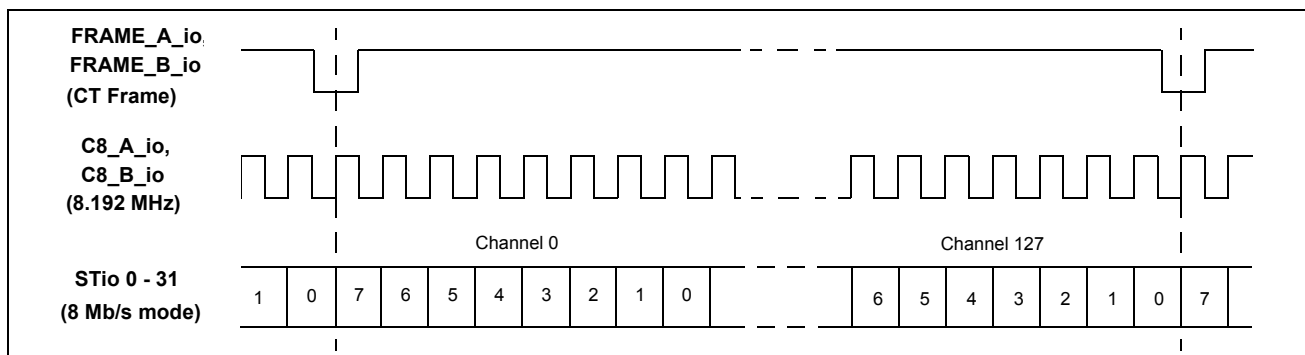 FRAME_A_io,
FRAME_B_io
(CT Frame)
C8_A_io,
C8_B_io
(8.192 MHz)
Channel 0
Channel 127
STio 0 - 31
(8 Mb/s mode)
1 0 7 6 5 4 3 2 1 0 6 5 4 3 2 1 0 7